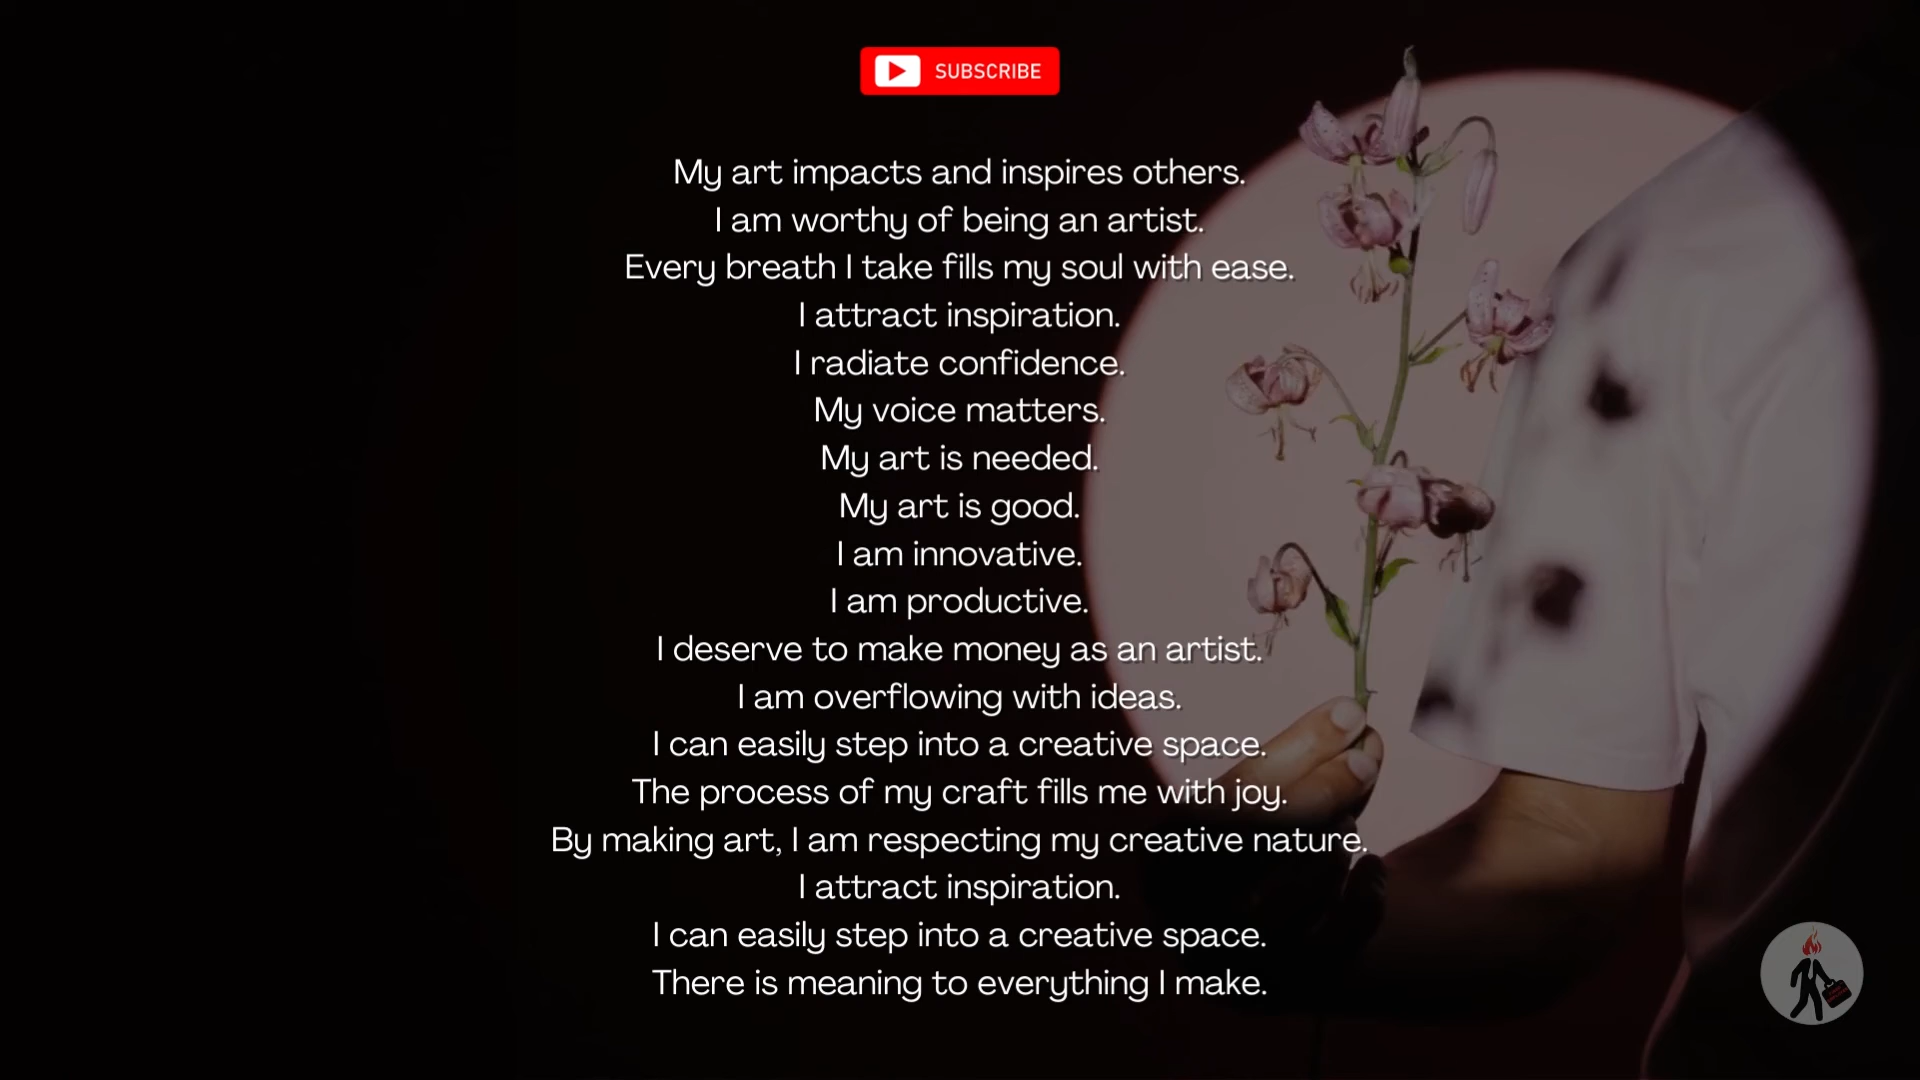 SUBSCRIBE
My art impacts and inspires others.
I am worthy of being an artist.
Every breath I take fills my soul with ease.
I attract inspiration.
I radiate confidence.
My voice matters.
My art is needed.
My art is good.
I am innovative.
I am productive.
I deserve to make money as an artist.
I am overflowing with ideas.
I can easily step into a creative space.
The process of my craft fills me with joy.
By making art, I am respecting my creative nature.
I attract inspiration.
I can easily step into a creative space.
There is meaning to everything I make.